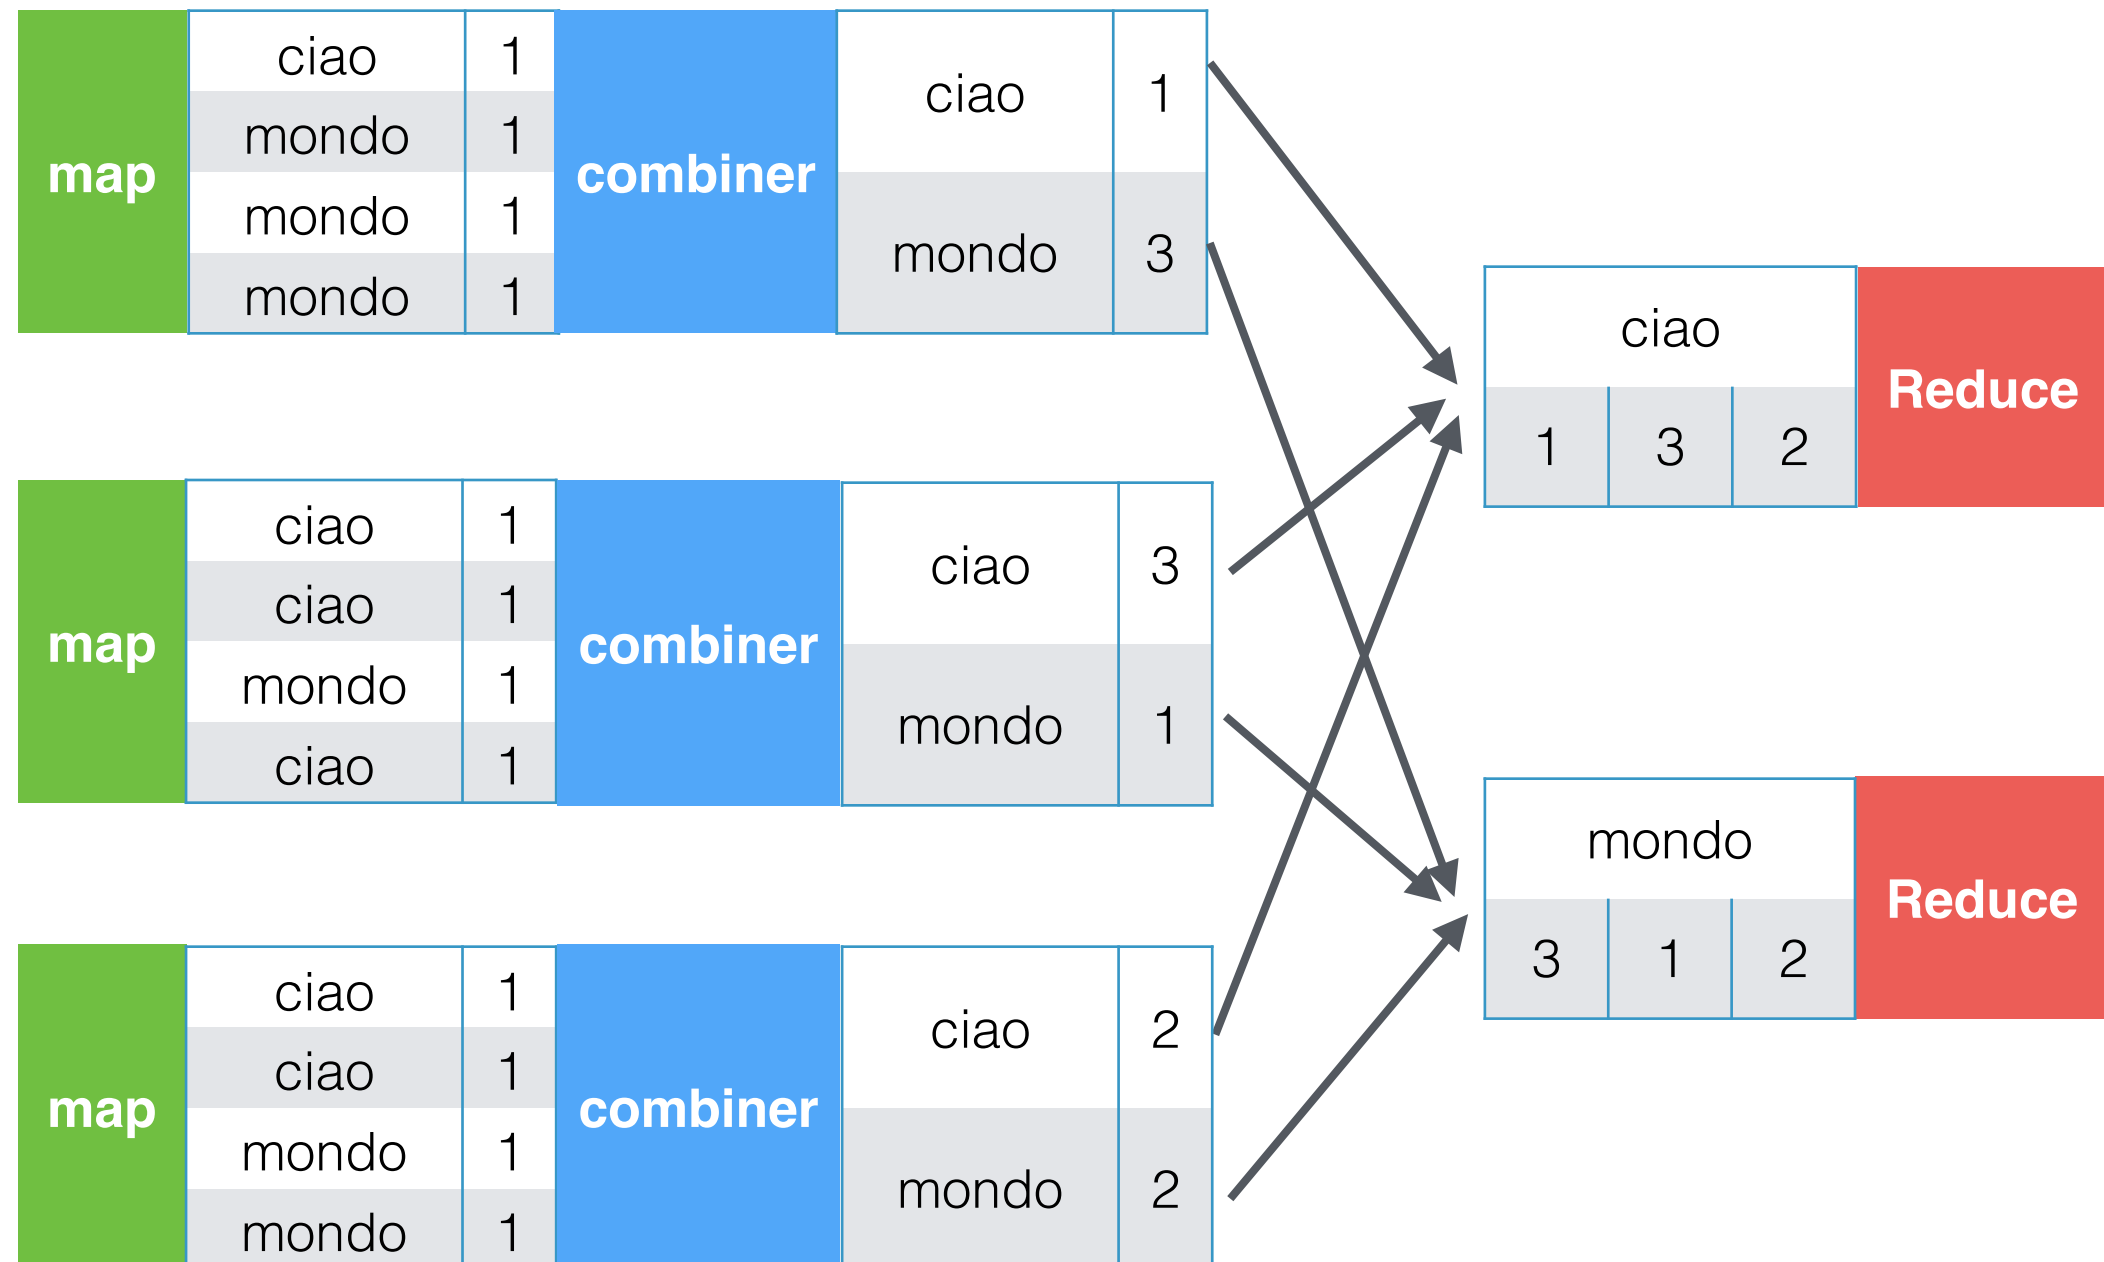 map
ciao 1
mondo 1
mondo 1
mondo 1
combiner
ciao 1
mondo 3
map
ciao 1
ciao 1
mondo 1
ciao 1
combiner
ciao 3
mondo 1
map
ciao 1
ciao 1
mondo 1
mondo 1
combiner
ciao 2
mondo 2
ciao
1 3 2
Reduce
mondo
3 1 2
Reduce